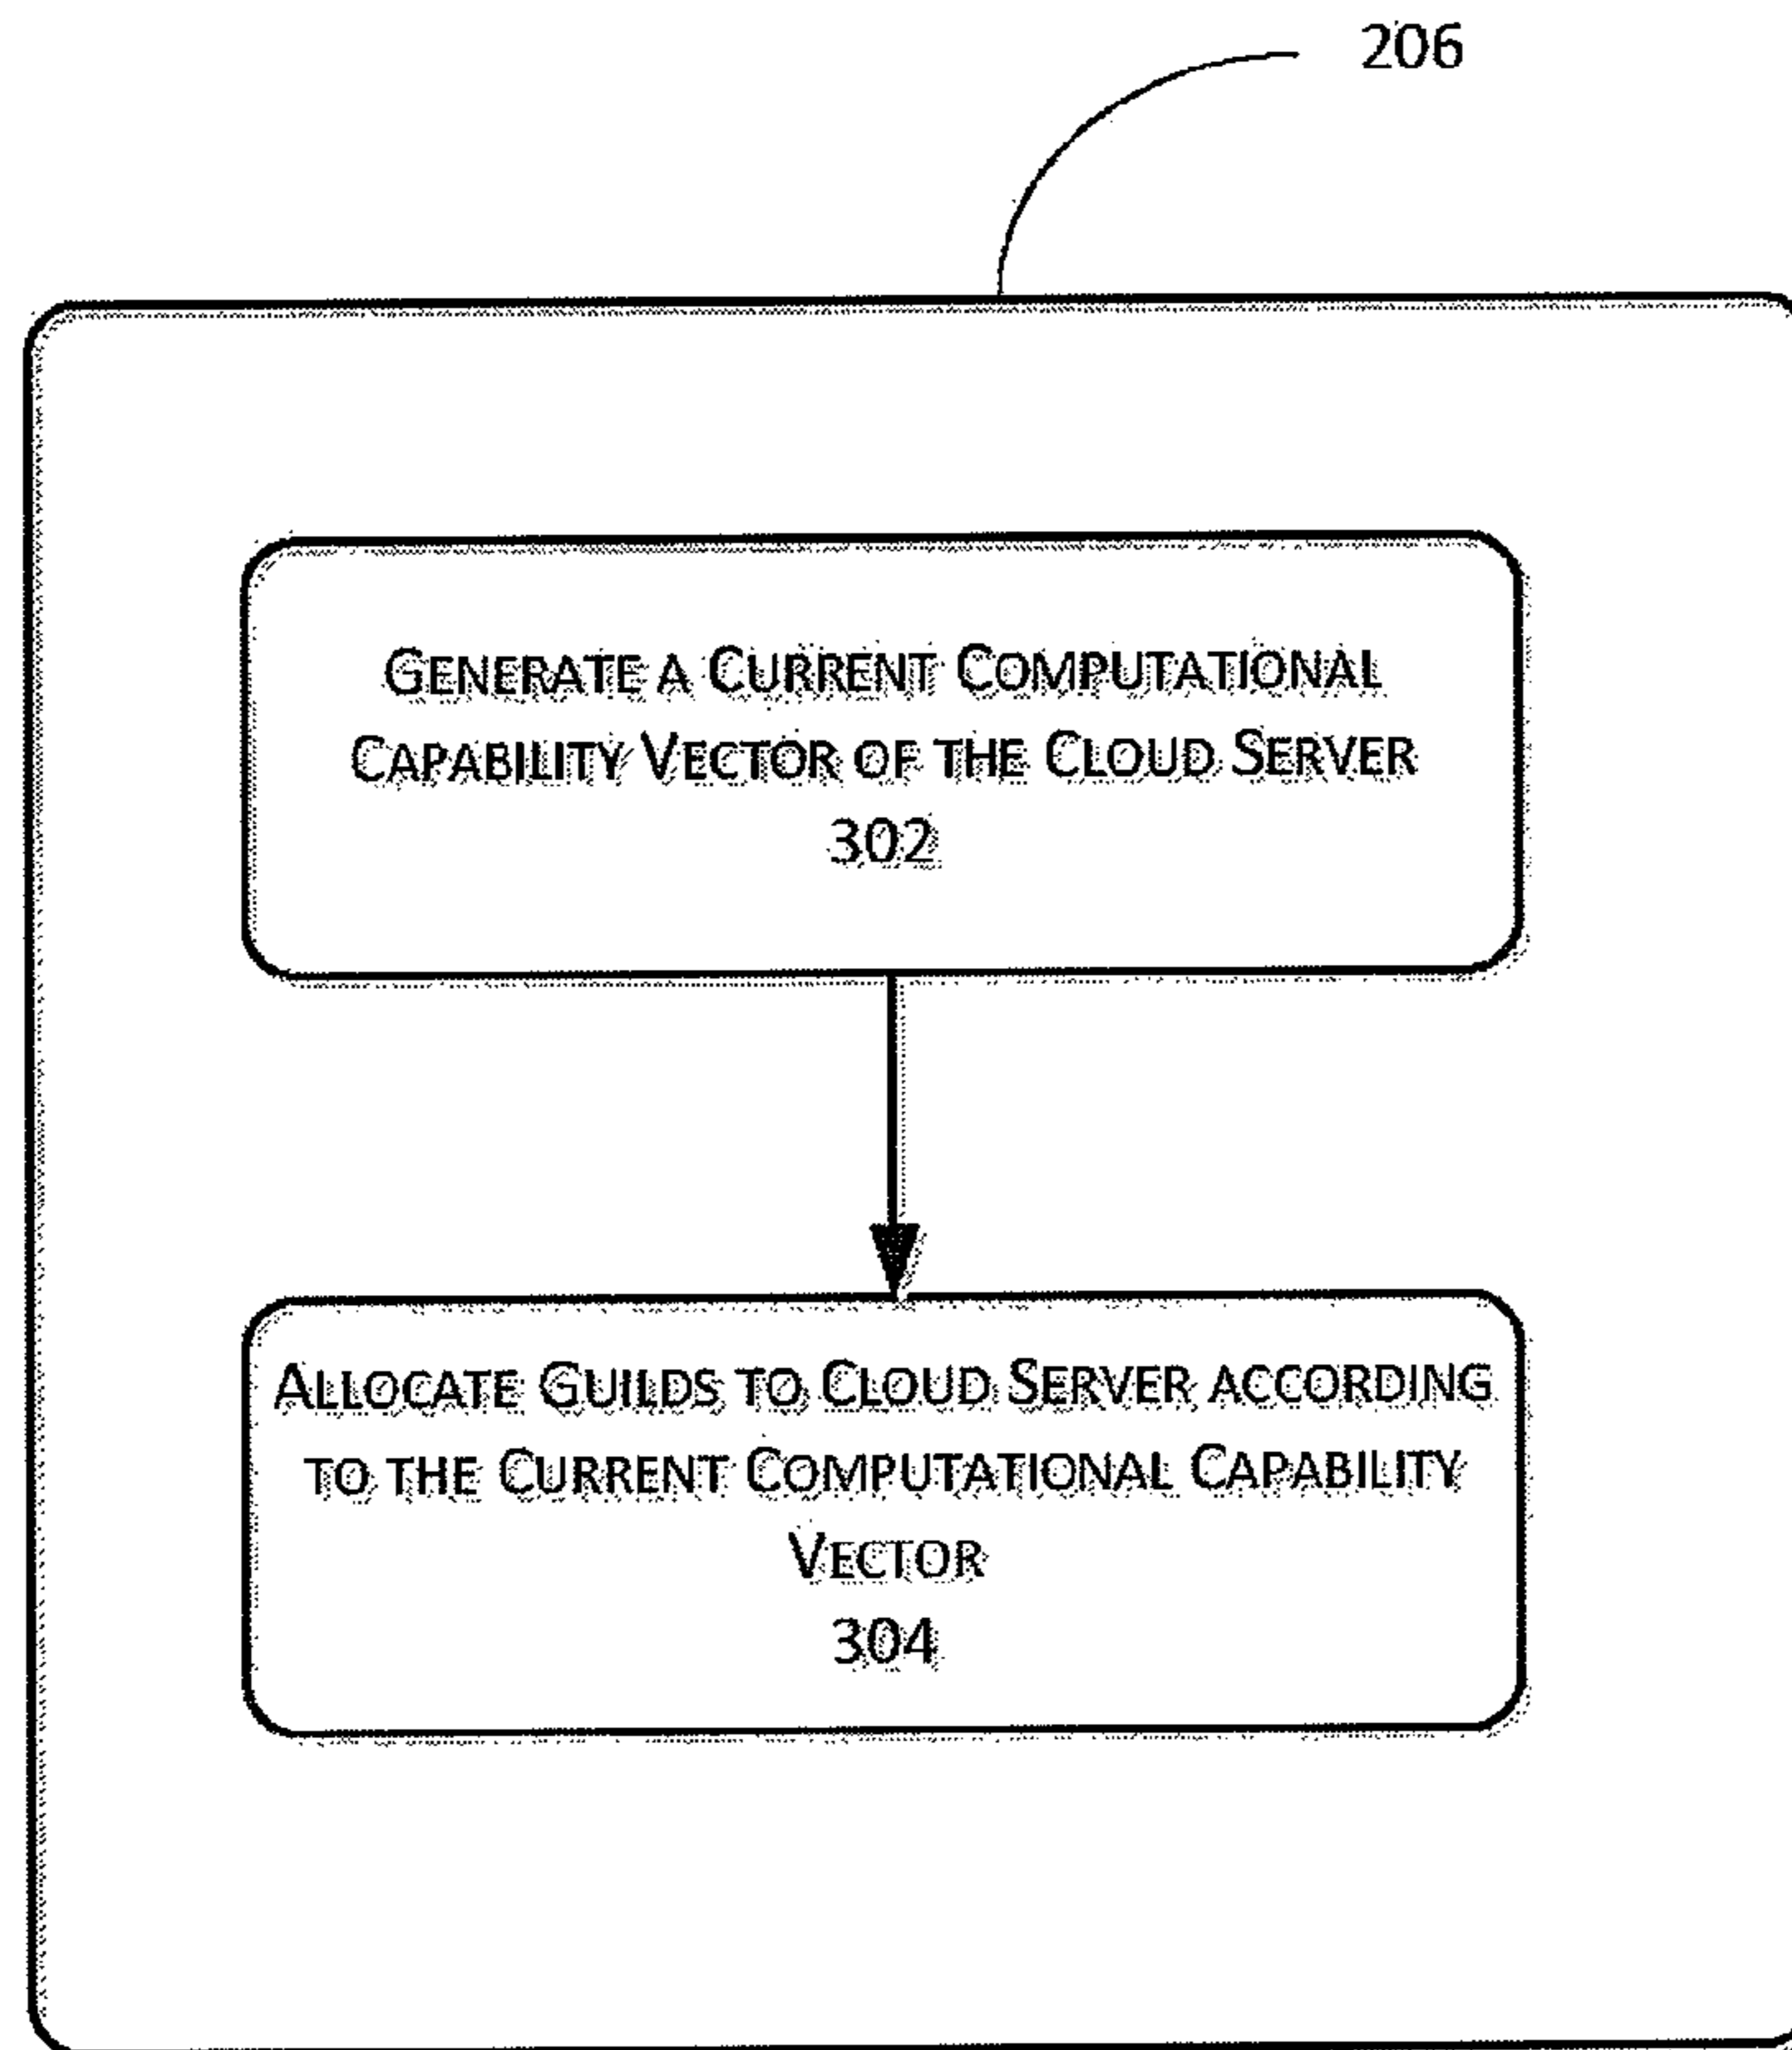 206
GENERATE A CURRENT COMPUTATIONAL
CAPABILITY VECTOR OF THE CLOUD SERVER
302
ALLOCATE GUILDS TO CLOUD SERVER ACCORDING
TO THE CURRENT COMPUTATIONAL CAPABILITY
VECTOR
304